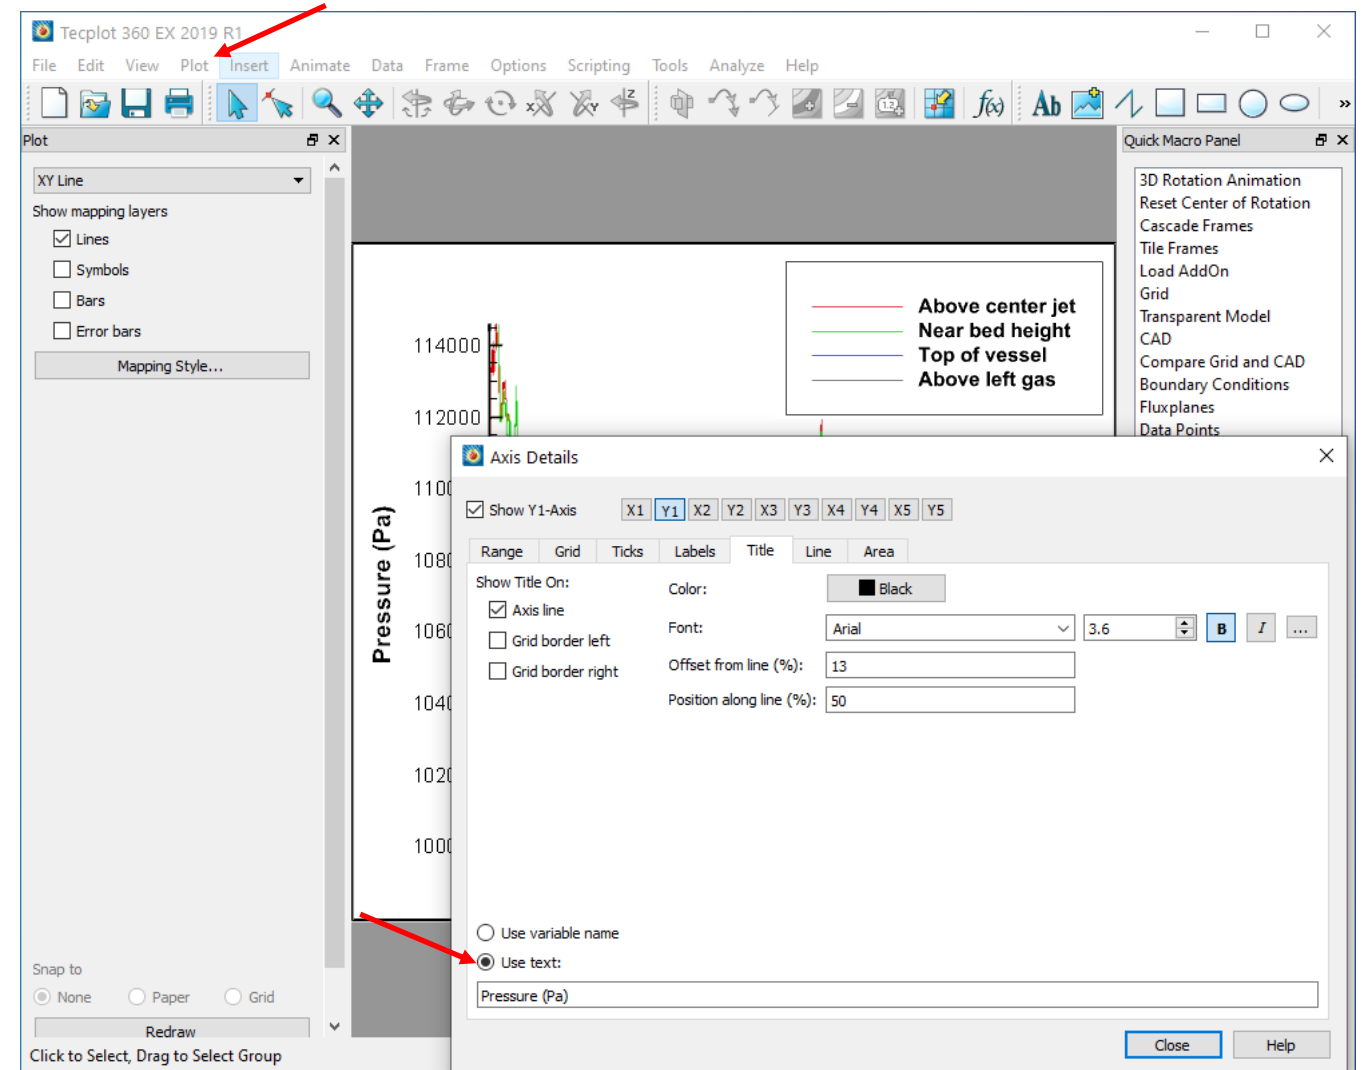 Tecplot 360 EX 2019 R1
File Edit View Plot Insert Animate Data Frame Options Scripting Tools Analyze Help
Ab
Plot
XY Line
Show mapping layers
Lines
Symbols
Bars
Error bars
Mapping Style...
Snap to
None Paper Grid
Redraw
Click to Select, Drag to Select Group
Quick Macro Panel
3D Rotation Animation
Reset Center of Rotation
Cascade Frames
Tile Frames
Load AddOn
Grid
Transparent Model
CAD
Compare Grid and CAD
Boundary Conditions
Fluxplanes
Data Points
Above center jet
Near bed height
Top of vessel
Above left gas
114000
112000
Pressure (Pa)
Axis Details
Show Y1-Axis X1 Y1 X2 Y2 X3 Y3 X4 Y4 X5 Y5
Range Grid Ticks Labels Title Line Area
Show Title On:
Axis line
Grid border left
Grid border right
Color: Black
Font: Arial 3.6 B I ...
Offset from line (%): 13
Position along line (%): 50
Use variable name
Use text:
Pressure (Pa)
Close Help